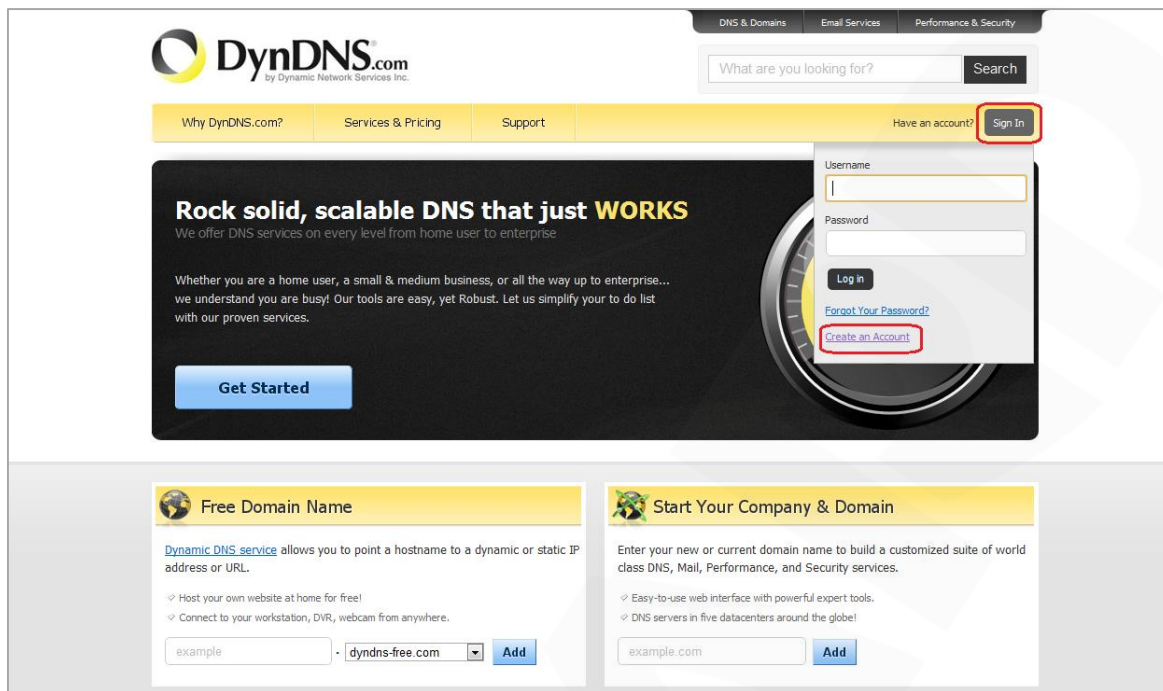 DNS & Domains
Email Services
Performance & Security
DynDNS.com
by Dynamic Network Services Inc.
What are you looking for?
Search
Why DynDNS.com?
Services & Pricing
Support
Have an account?
Sign In
Username
Password
Log in
Forgot Your Password?
Create an Account
Rock solid, scalable DNS that just WORKS
We offer DNS services on every level from home user to enterprise
Whether you are a home user, a small & medium business, or all the way up to enterprise...
we understand you are busy! Our tools are easy, yet Robust. Let us simplify your to do list
with our proven services.
Get Started
Free Domain Name
Dynamic DNS service allows you to point a hostname to a dynamic or static IP
address or URL.
Host your own website at home for free!
Connect to your workstation, DVR, webcam from anywhere.
example
. dyndns-free.com
Add
Start Your Company & Domain
Enter your new or current domain name to build a customized suite of world
class DNS, Mail, Performance, and Security services.
Easy-to-use web interface with powerful expert tools.
DNS servers in five datacenters around the globe!
example.com
Add